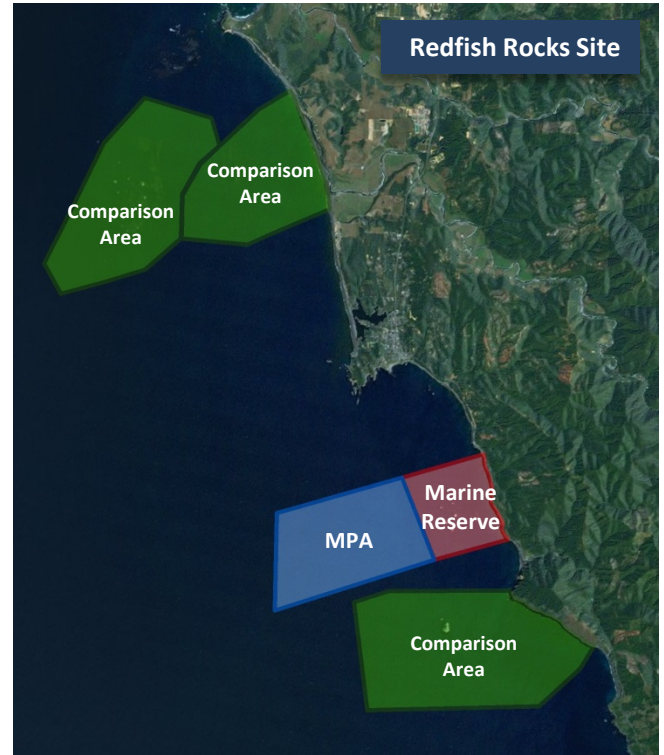 Redfish Rocks Site
Comparison
Area
Comparison
Area
Marine
Reserve
MPA
Comparison
Area